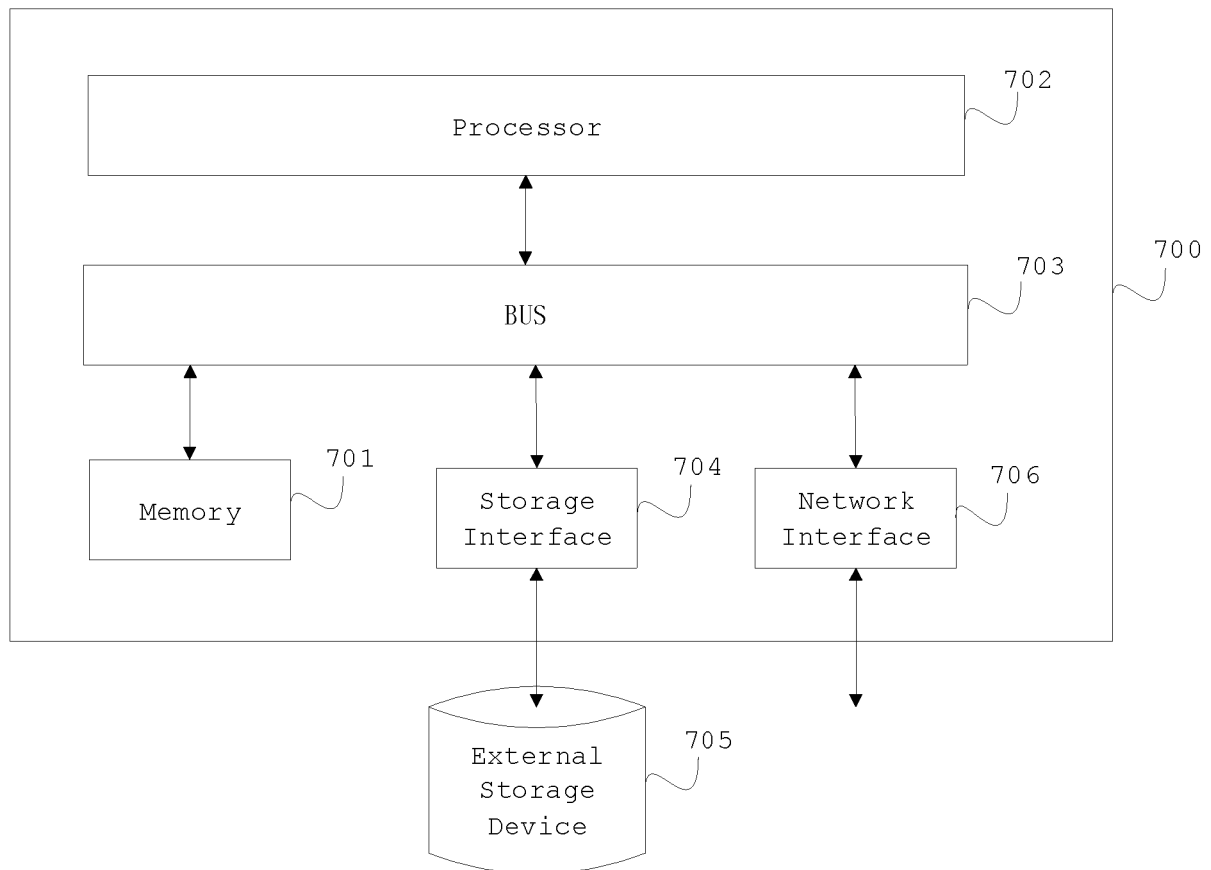 702
Processor
703
700
BUS
701
704
706
Memory
Storage
Interface
Network
Interface
705
External
Storage
Device